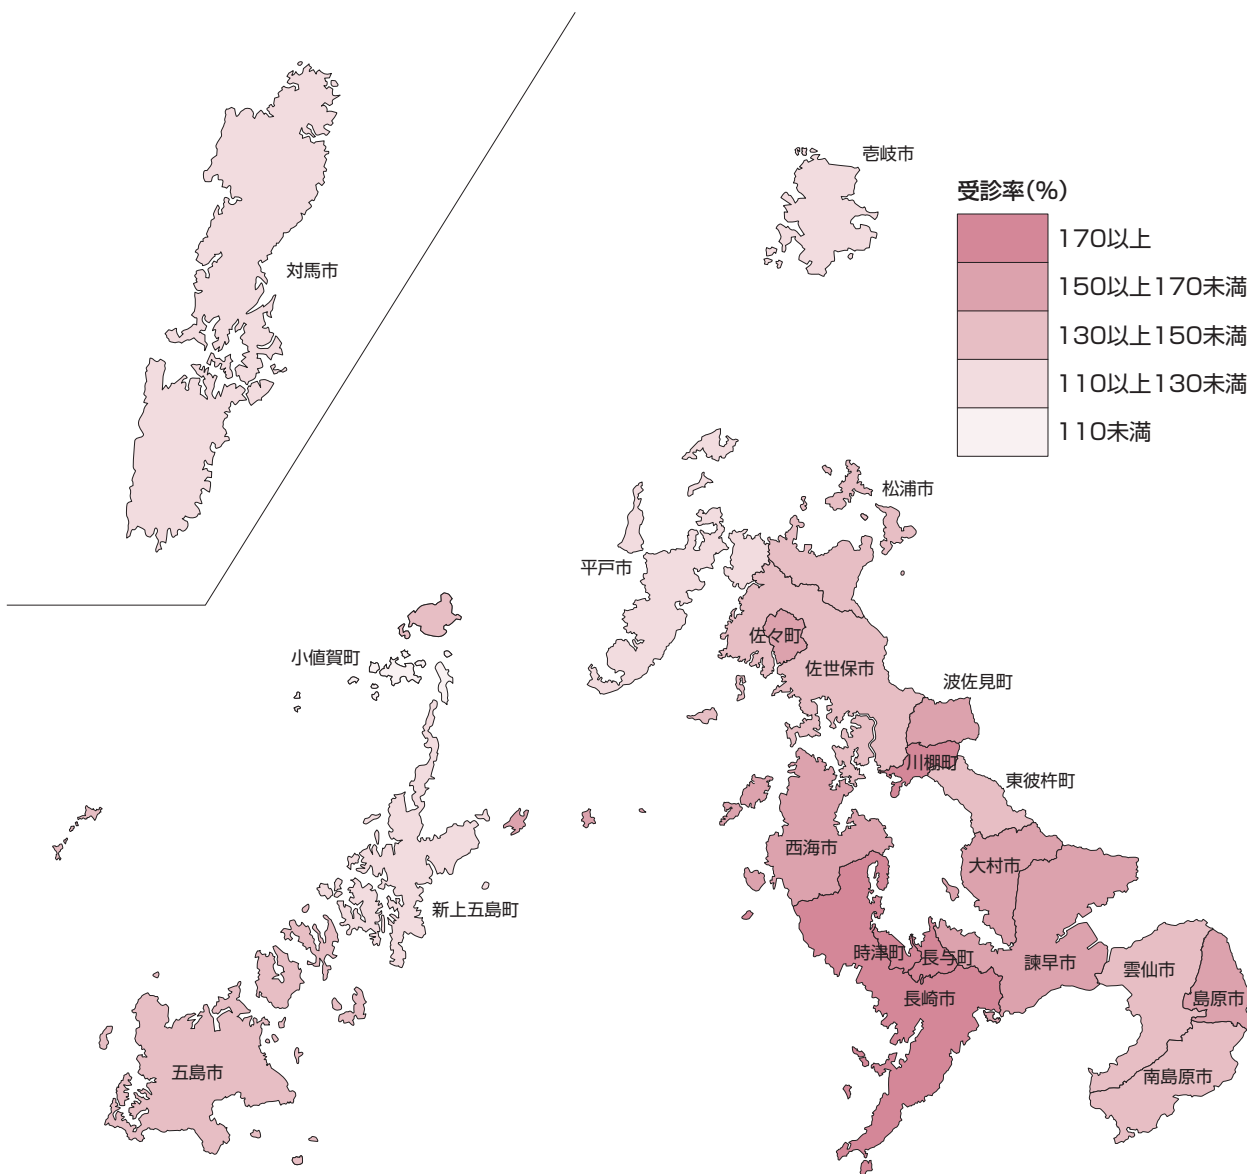 壱岐市
受診率(%)
170以上
150以上170未満
130以上150未満
110以上130未満
110未満
対馬市
松浦市
平戸市
佐々町
小値賀町
佐世保市
波佐見町
川棚町
東彼杵町
西海市
大村市
新上五島町
時津町
長与町
諫早市
雲仙市
長崎市
島原市
五島市
南島原市